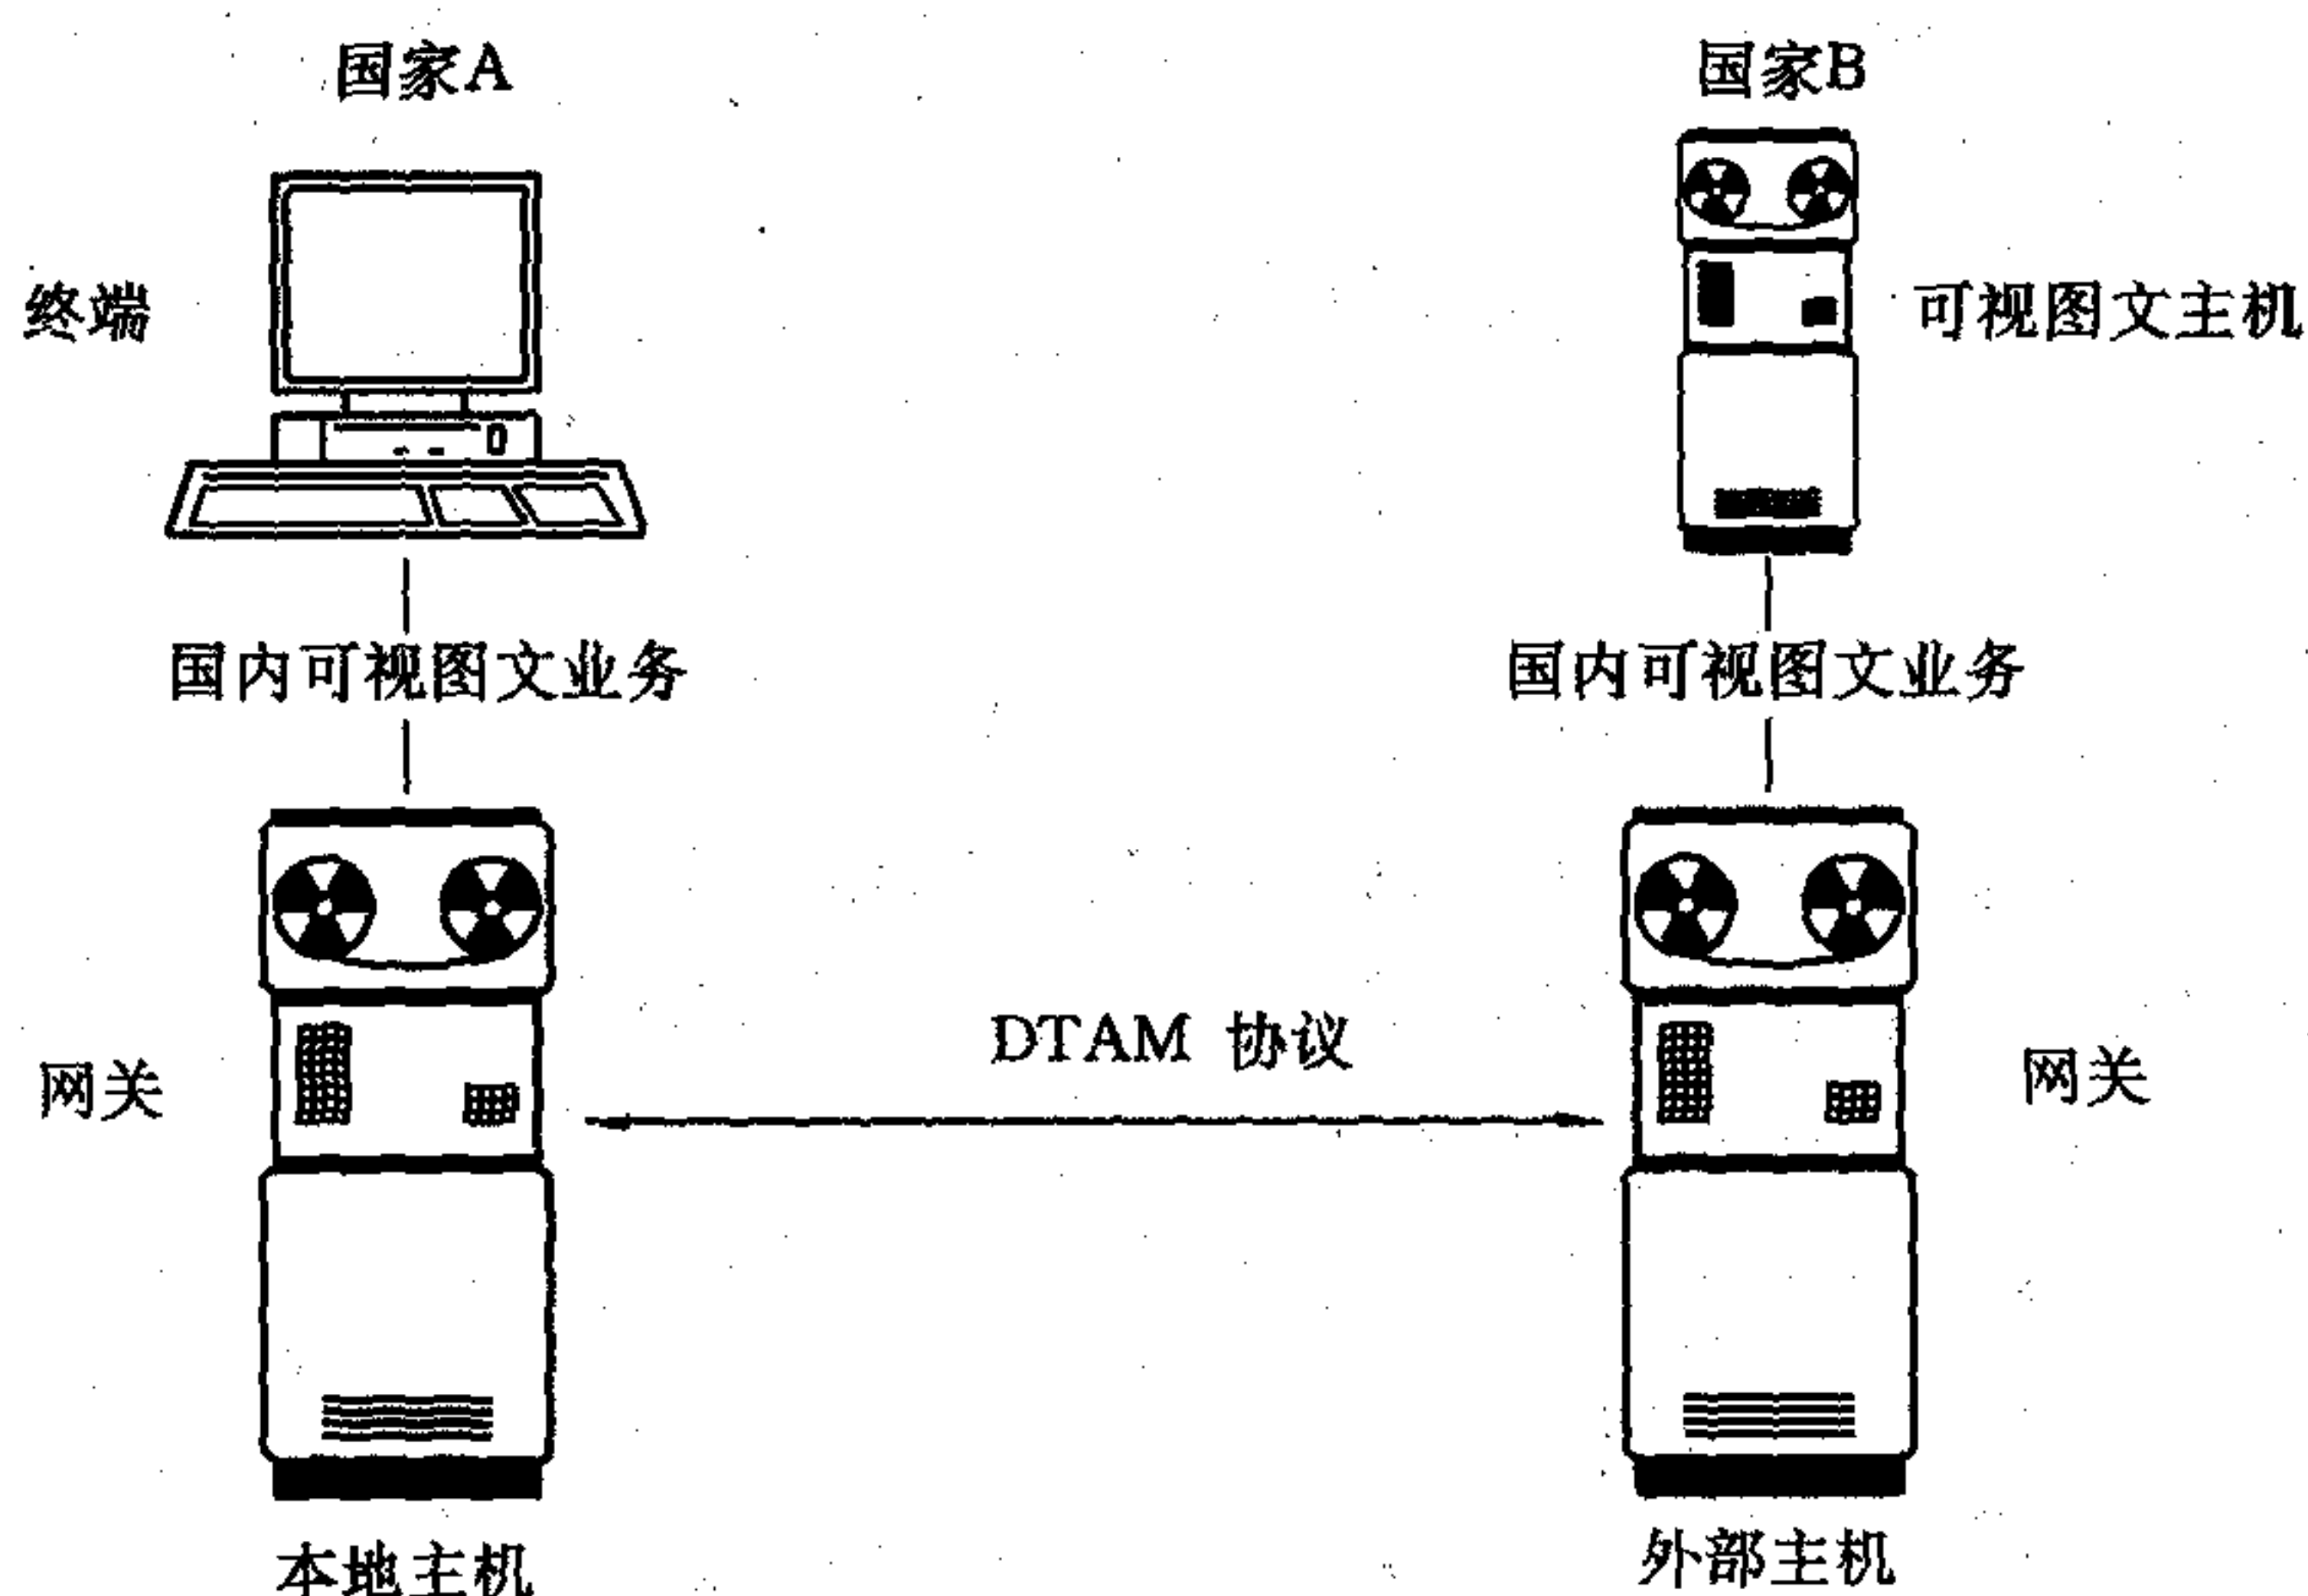 国家A
国家B
终端
可视图文主机
国内可视图文业务
国内可视图文业务
DTAM 协议
网关
网关
本地主机
外部主机